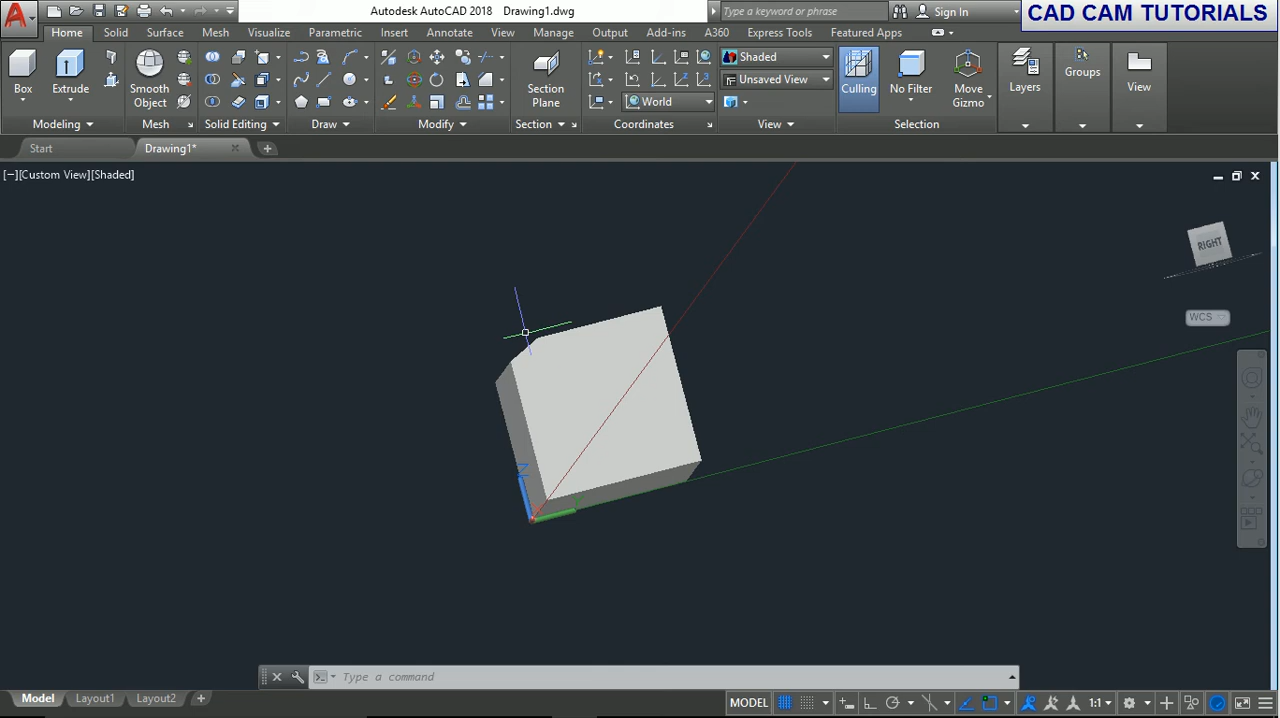 Autodesk AutoCAD 2018 Drawing1.dwg
Type a keyword or phrase
Sign In
CAD CAM TUTORIALS
Home Solid Surface Mesh Visualize Parametric Insert Annotate View Manage Output Add-ins A360 Express Tools Featured Apps
Shaded
Unsaved View
World
Box
Extrude
Smooth Object
Section Plane
Culling
No Filter
Move Gizmo
Layers
Groups
View
Modeling Mesh Solid Editing Draw Modify Section Coordinates View Selection
Start Drawing1*
[−][Custom View][Shaded]
RIGHT
WCS
Z
Type a command
Model Layout1 Layout2
MODEL 1:1